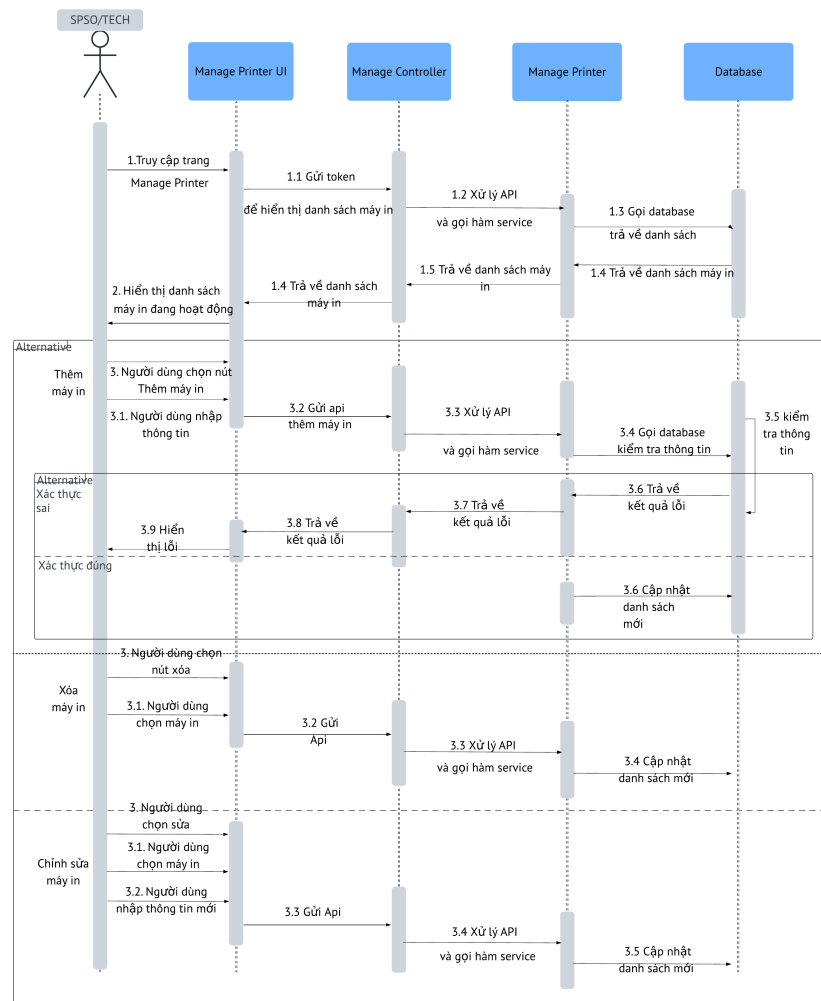 SPSO/TECH
Manage Printer UI
Manage Controller
Manage Printer
Database
1.Truy cập trang
Manage Printer
1.1 Gửi token
để hiển thị danh sách máy in
1.2 Xử lý API
và gọi hàm service
1.3 Gọi database
trả về danh sách
1.4 Trả về danh sách máy in
1.5 Trả về danh sách máy
in
1.4 Trả về danh sách
máy in
2. Hiển thị danh sách
máy in đang hoạt động
Alternative
Thêm
máy in
3. Người dùng chọn nút
Thêm máy in
3.1. Người dùng nhập
thông tin
3.2 Gửi api
thêm máy in
3.3 Xử lý API
và gọi hàm service
3.4 Gọi database
kiểm tra thông tin
3.5 kiểm
tra thông
tin
Alternative
Xác thực
sai
3.6 Trả về
kết quả lỗi
3.7 Trả về
kết quả lỗi
3.8 Trả về
kết quả lỗi
3.9 Hiển
thị lỗi
Xác thực đúng
3.6 Cập nhật
danh sách
mới
3. Người dùng chọn
nút xóa
Xóa
máy in
3.1. Người dùng
chọn máy in
3.2 Gửi
Api
3.3 Xử lý API
và gọi hàm service
3.4 Cập nhật
danh sách mới
3. Người dùng
chọn sửa
Chỉnh sửa
máy in
3.1. Người dùng
chọn máy in
3.2. Người dùng
nhập thông tin mới
3.3 Gửi Api
3.4 Xử lý API
và gọi hàm service
3.5 Cập nhật
danh sách mới